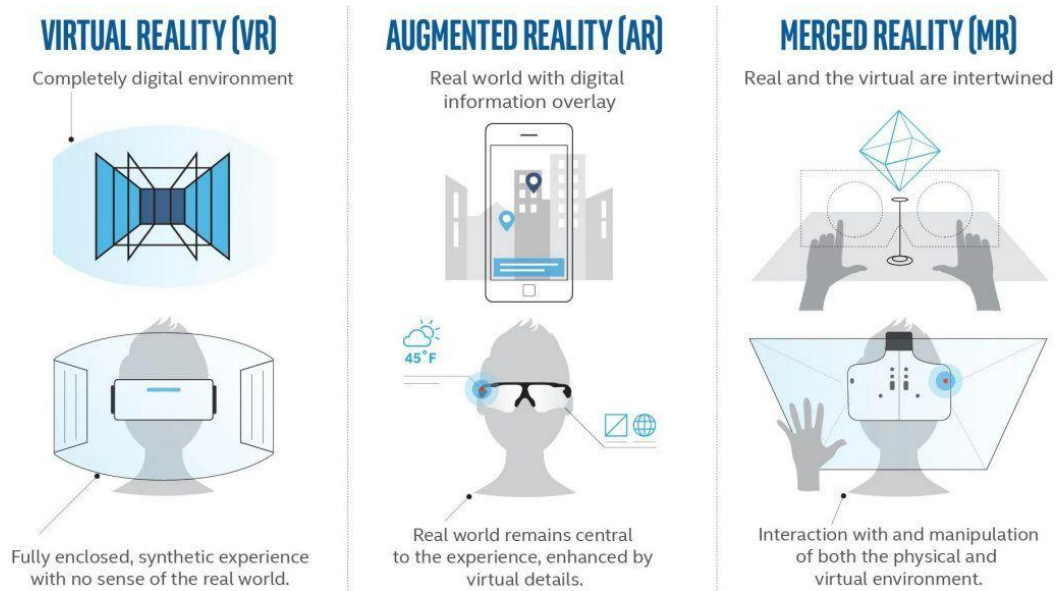 VIRTUAL REALITY (VR)
Completely digital environment
Fully enclosed, synthetic experience
with no sense of the real world.
AUGMENTED REALITY (AR)
Real world with digital
information overlay
45°F
Real world remains central
to the experience, enhanced by
virtual details.
MERGED REALITY (MR)
Real and the virtual are intertwined
Interaction with and manipulation
of both the physical and
virtual environment.